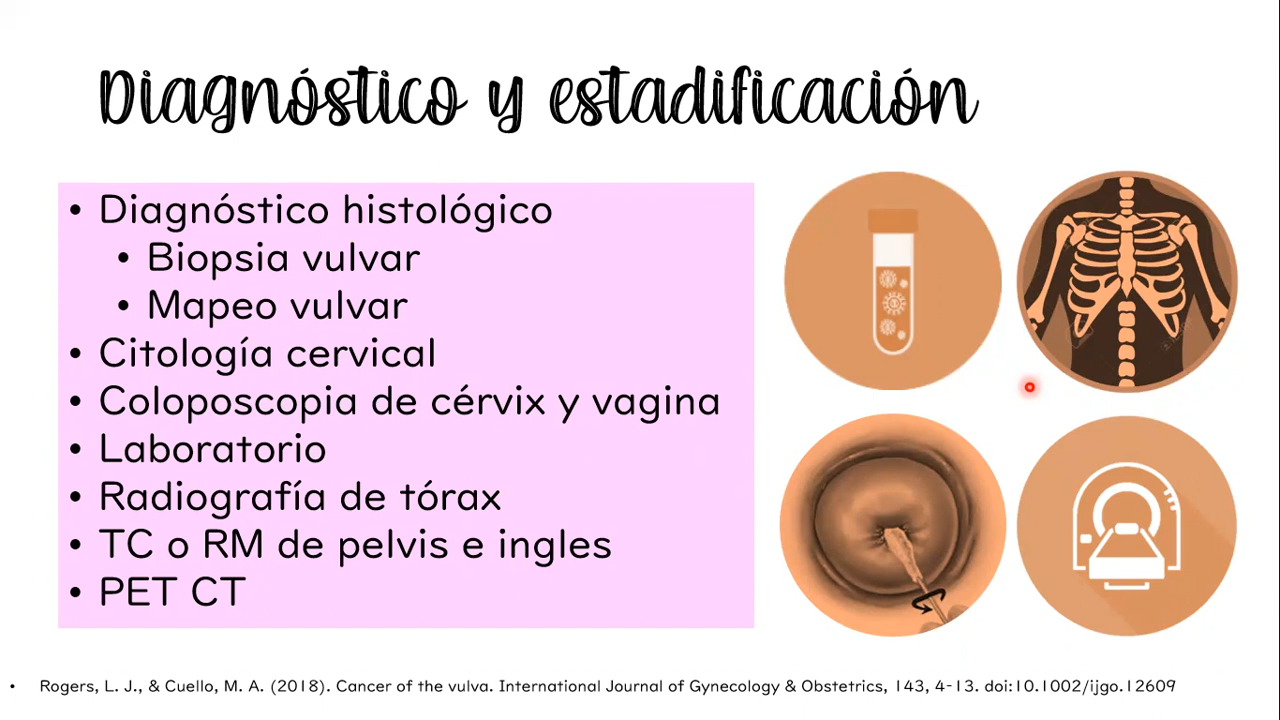 Diagnóstico y estadificación
• Diagnóstico histológico
• Biopsia vulvar
• Mapeo vulvar
• Citología cervical
• Coloposcopia de cérvix y vagina
• Laboratorio
• Radiografía de tórax
• TC o RM de pelvis e ingles
• PET CT
• Rogers, L. J., & Cuello, M. A. (2018). Cancer of the vulva. International Journal of Gynecology & Obstetrics, 143, 4-13. doi:10.1002/ijgo.12609